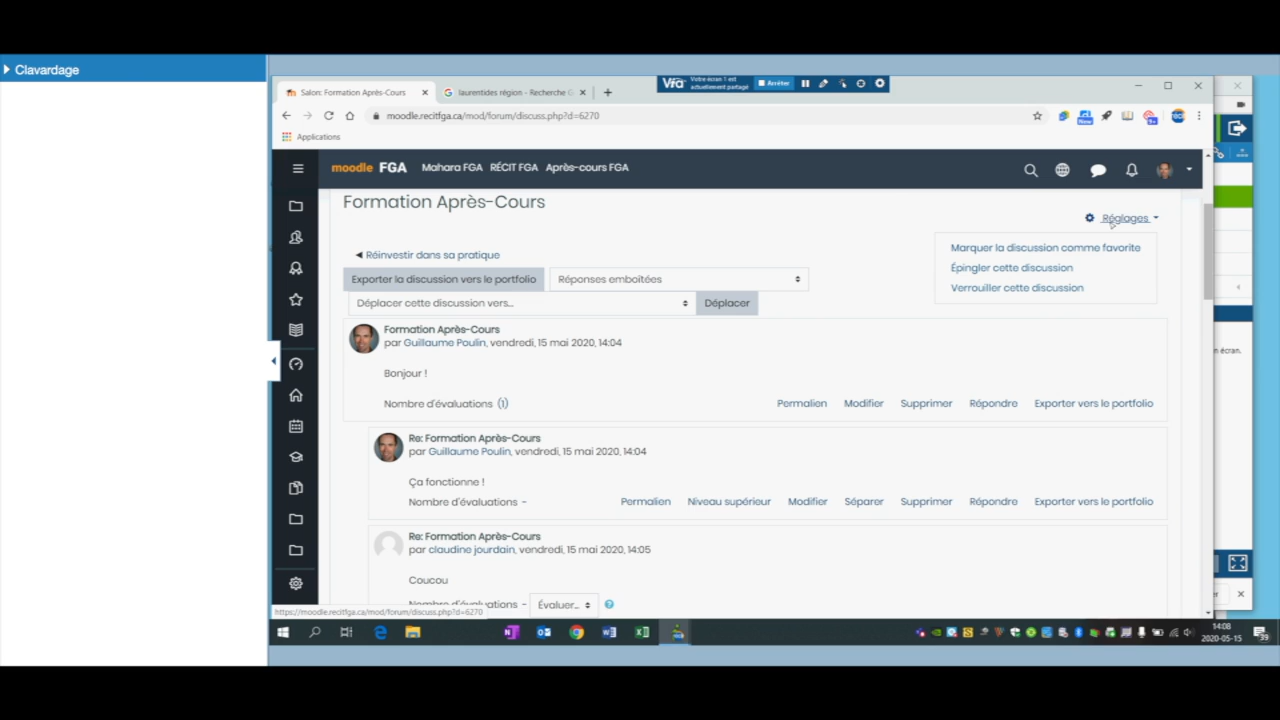 Clavardage
Salon: Formation Après-Cours
laurentides région - Recherche G
Via
Votre écran 1 est
actuellement partagé
Arrêter
moodle.recitfga.ca/mod/forum/discuss.php?d=6270
Applications
moodle FGA Mahara FGA RÉCIT FGA Après-cours FGA
Formation Après-Cours
Réglages
Marquer la discussion comme favorite
Épingler cette discussion
Verrouiller cette discussion
◄ Réinvestir dans sa pratique
Exporter la discussion vers le portfolio Réponses emboîtées
Déplacer cette discussion vers... Déplacer
Formation Après-Cours
par Guillaume Poulin, vendredi, 15 mai 2020, 14:04
Bonjour !
Nombre d'évaluations (1) Permalien Modifier Supprimer Répondre Exporter vers le portfolio
Re: Formation Après-Cours
par Guillaume Poulin, vendredi, 15 mai 2020, 14:04
Ça fonctionne !
Nombre d'évaluations - Permalien Niveau supérieur Modifier Séparer Supprimer Répondre Exporter vers le portfolio
Re: Formation Après-Cours
par claudine jourdain, vendredi, 15 mai 2020, 14:05
Coucou
Nombre d'évaluations - Évaluer...
https://moodle.recitfga.ca/mod/forum/discuss.php?d=6270
n écran.
14:08
2020-05-15